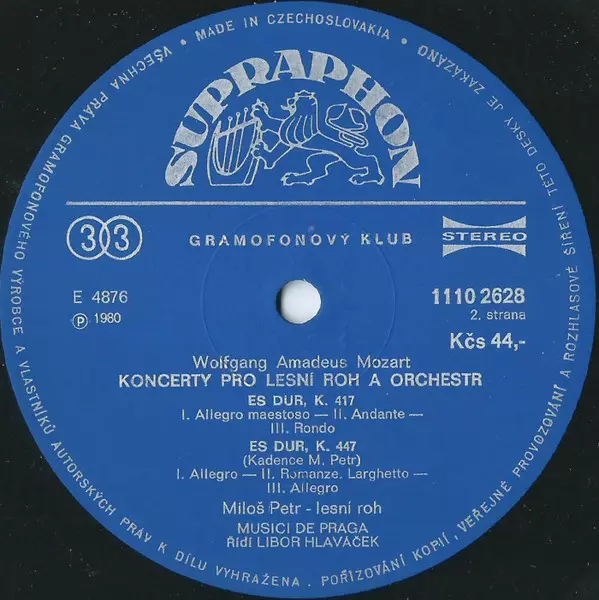 • MADE IN CZECHOSLOVAKIA •
VŠECHNA PRÁVA GRAMOFONOVÉHO VÝROBCE A VLASTNÍKŮ AUTORSKÝCH PRÁV K DÍLU VYHRAŽENA. POŘIZOVÁNÍ KOPIÍ, VEŘEJNÉ PROVOZOVÁNÍ A ROZHLASOVÉ ŠÍŘENÍ TÉTO DESKY JE ZAKÁZÁNO
SUPRAPHON
33
GRAMOFONOVÝ KLUB
STEREO
E 4876
1110 2628
Ⓟ 1980
2. strana
Kčs 44,-
Wolfgang Amadeus Mozart
KONCERTY PRO LESNÍ ROH A ORCHESTR
ES DUR, K. 417
I. Allegro maestoso — II. Andante —
III. Rondo
ES DUR, K. 447
(Kadence M. Petr)
I. Allegro — II. Romanze. Larghetto —
III. Allegro
Miloš Petr - lesní roh
MUSICI DE PRAGA
Řídí LIBOR HLAVÁČEK